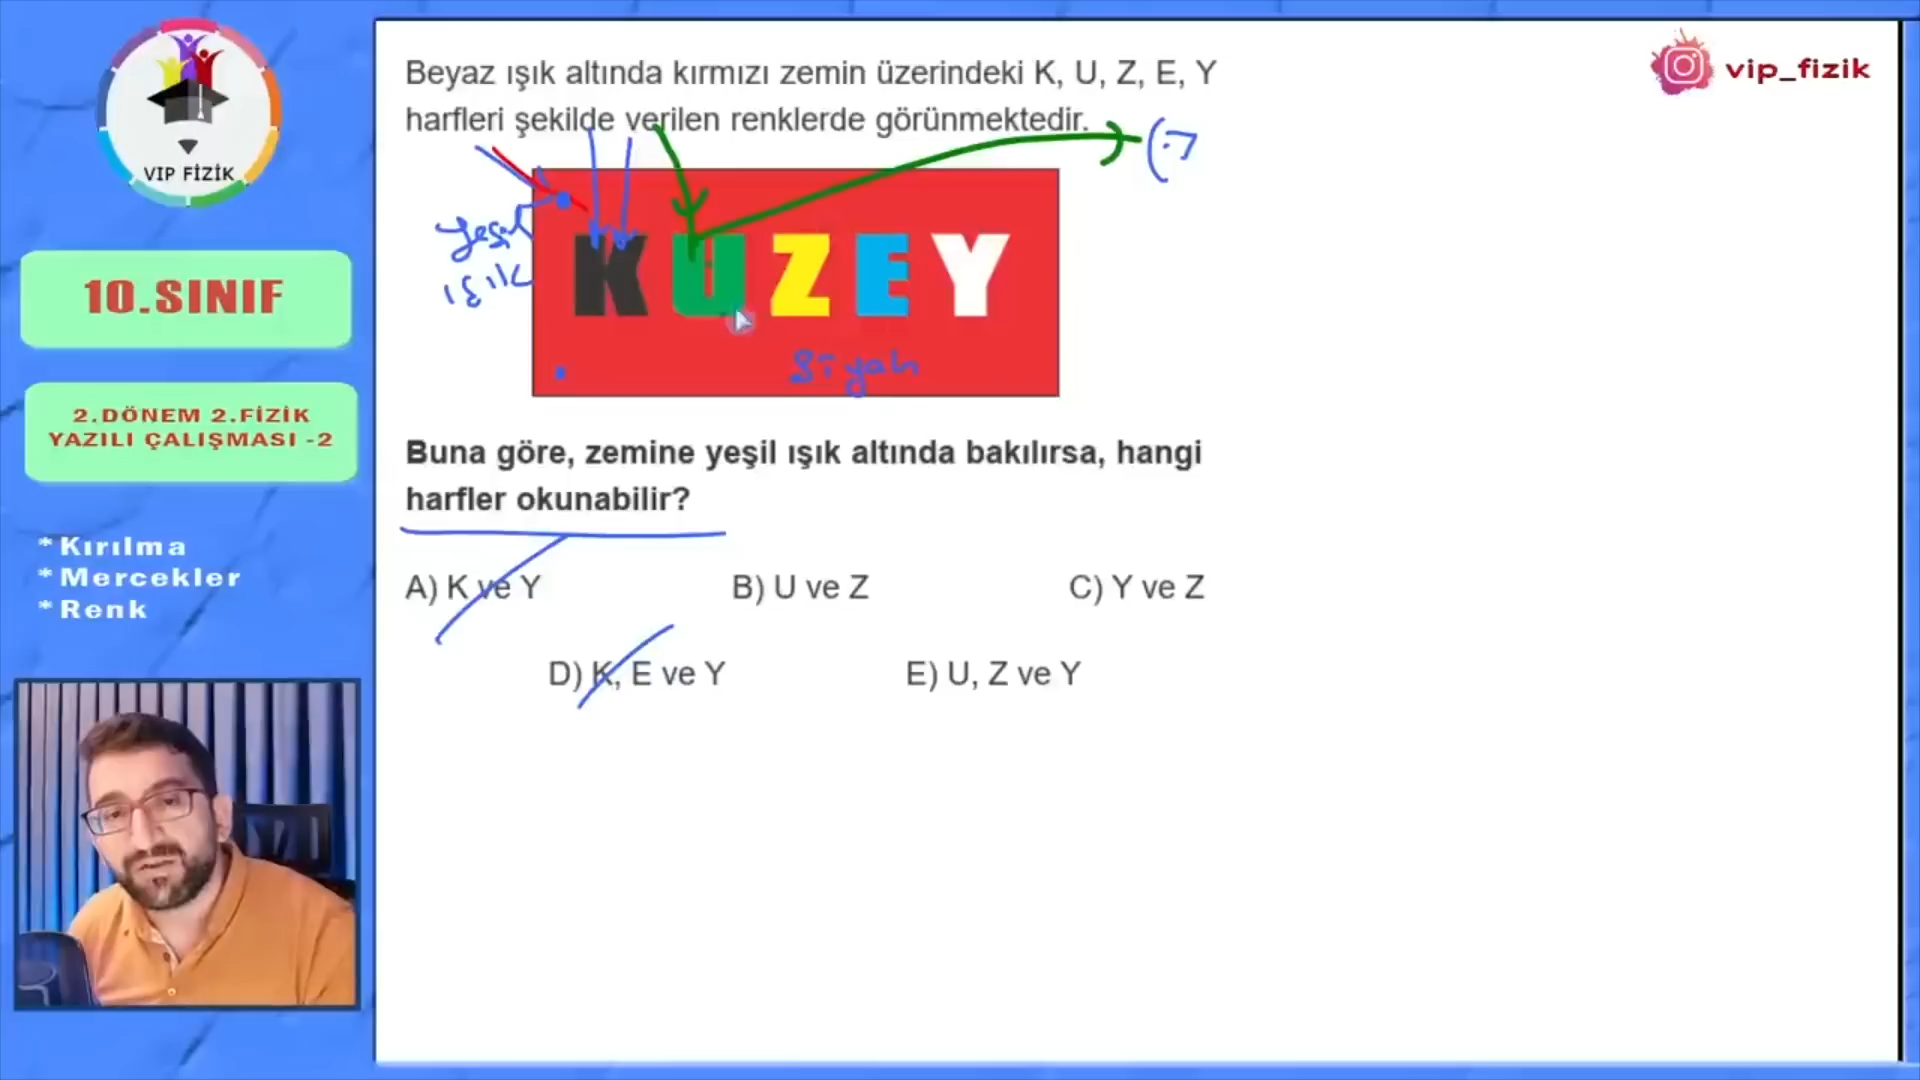 VIP FİZİK
10.SINIF
2.DÖNEM 2.FİZİK
YAZILI ÇALIŞMASI -2
* Kırılma
* Mercekler
* Renk
vip_fizik
Beyaz ışık altında kırmızı zemin üzerindeki K, U, Z, E, Y
harfleri şekilde verilen renklerde görünmektedir.
yeşil
ışık
KUZEY
Siyah
Buna göre, zemine yeşil ışık altında bakılırsa, hangi
harfler okunabilir?
A) K ve Y
B) U ve Z
C) Y ve Z
D) K, E ve Y
E) U, Z ve Y